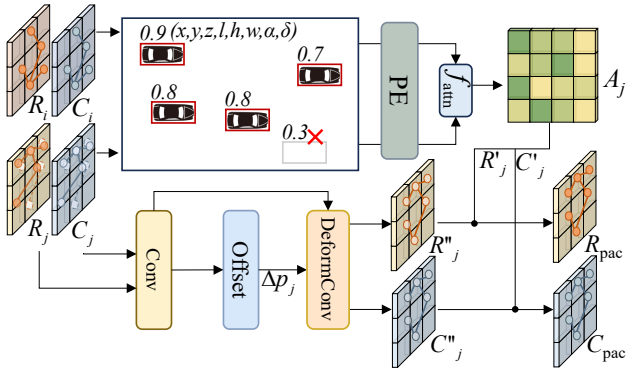 0.9 (x,y,z,l,h,w,α,δ)
0.7
0.8
0.8
0.3
R_i
C_i
PE
f_attn
A_j
R_j
C_j
R'_j
C'_j
Conv
Offset
Δp_j
DeformConv
R''_j
R_pac
C''_j
C_pac